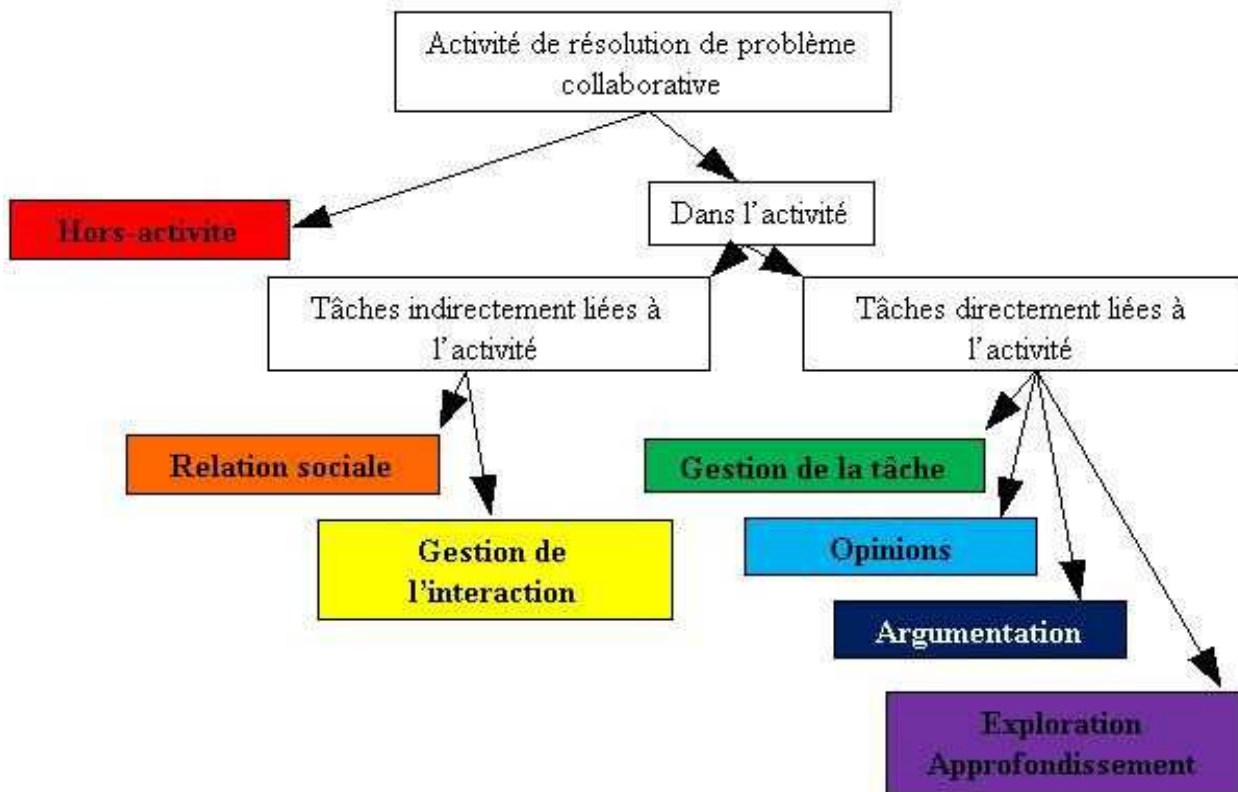 Activité de résolution de problème
collaborative
Hors-activité
Dans l'activité
Tâches indirectement liées à
l'activité
Tâches directement liées à
l'activité
Relation sociale
Gestion de la tâche
Gestion de
l'interaction
Opinions
Argumentation
Exploration
Approfondissement